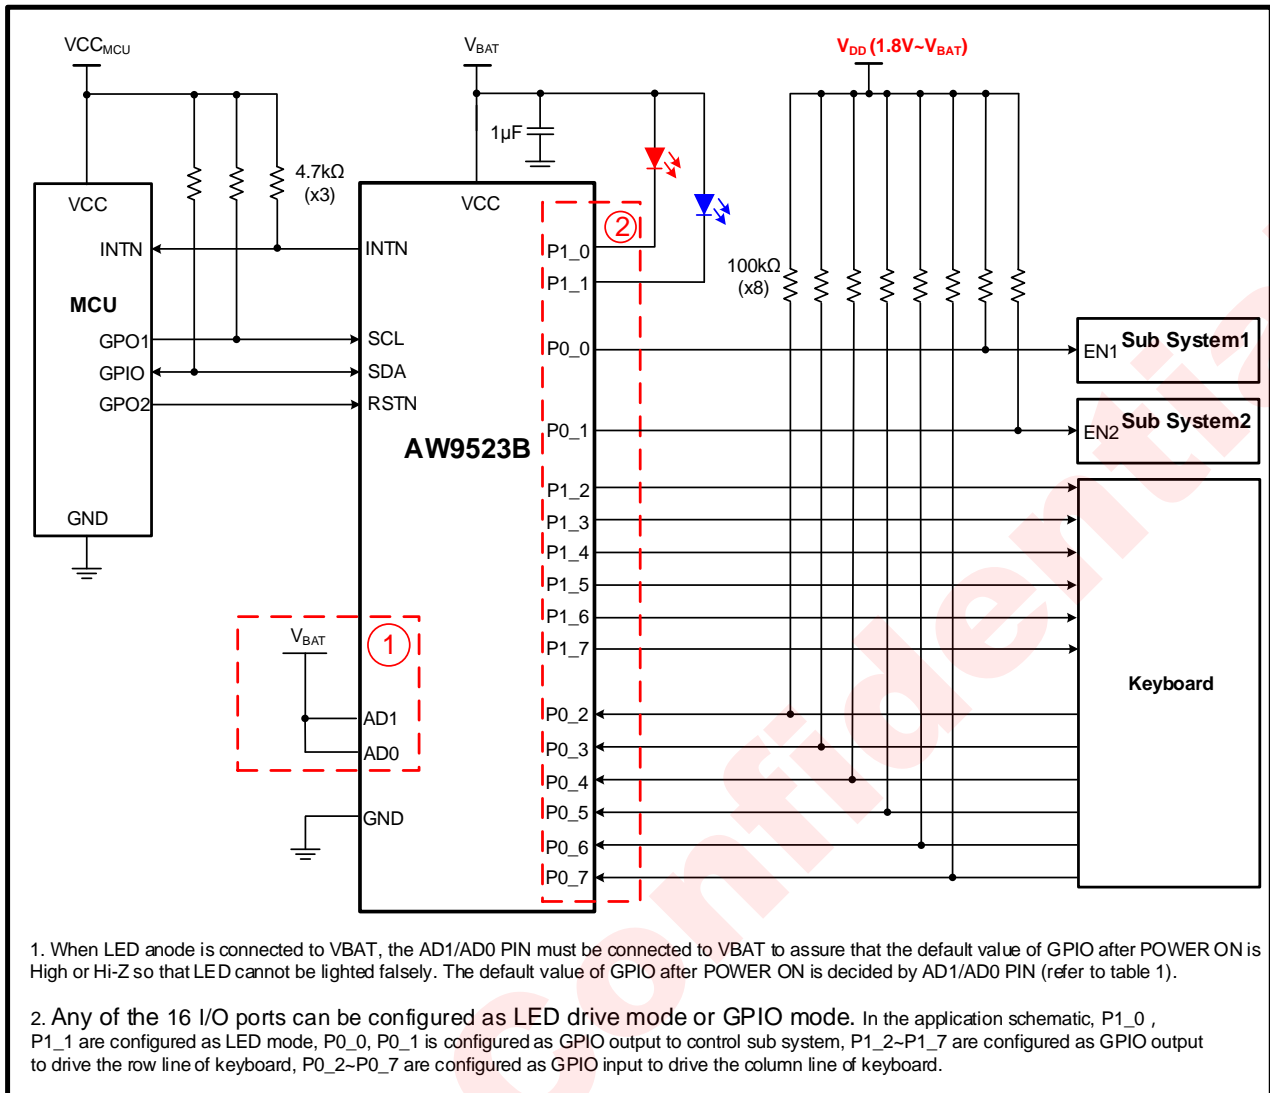 VCCMCU
VBAT
VDD (1.8V~VBAT)
1µF
4.7kΩ
(x3)
VCC
VCC
INTN
INTN
MCU
GPO1
SCL
GPIO
SDA
GPO2
RSTN
AW9523B
GND
2
P1_0
P1_1
100kΩ
(x8)
P0_0
EN1
Sub System1
P0_1
EN2
Sub System2
P1_2
P1_3
P1_4
P1_5
P1_6
P1_7
Keyboard
VBAT
1
AD1
AD0
GND
P0_2
P0_3
P0_4
P0_5
P0_6
P0_7
1. When LED anode is connected to VBAT, the AD1/AD0 PIN must be connected to VBAT to assure that the default value of GPIO after POWER ON is
High or Hi-Z so that LED cannot be lighted falsely. The default value of GPIO after POWER ON is decided by AD1/AD0 PIN (refer to table 1).
2. Any of the 16 I/O ports can be configured as LED drive mode or GPIO mode. In the application schematic, P1_0 ,
P1_1 are configured as LED mode, P0_0, P0_1 is configured as GPIO output to control sub system, P1_2~P1_7 are configured as GPIO output
to drive the row line of keyboard, P0_2~P0_7 are configured as GPIO input to drive the column line of keyboard.
Confidential